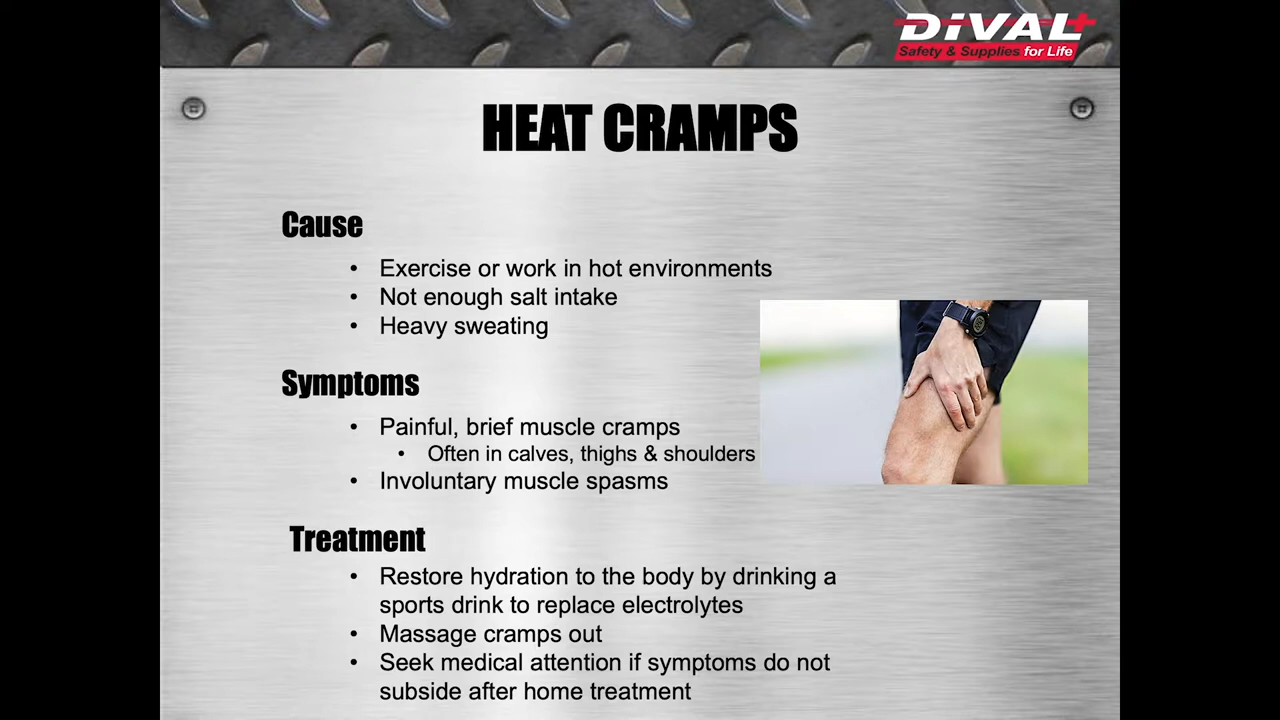 DiVAL
Safety & Supplies for Life
HEAT CRAMPS
Cause
• Exercise or work in hot environments
• Not enough salt intake
• Heavy sweating
Symptoms
• Painful, brief muscle cramps
• Often in calves, thighs & shoulders
• Involuntary muscle spasms
Treatment
• Restore hydration to the body by drinking a
sports drink to replace electrolytes
• Massage cramps out
• Seek medical attention if symptoms do not
subside after home treatment